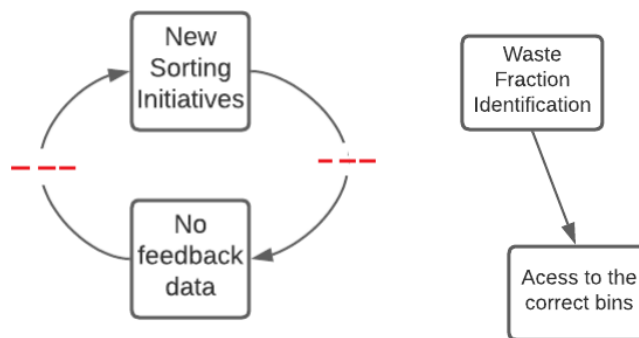 New
Sorting
Initiatives
No
feedback
data
Waste
Fraction
Identification
Acess to the
correct bins